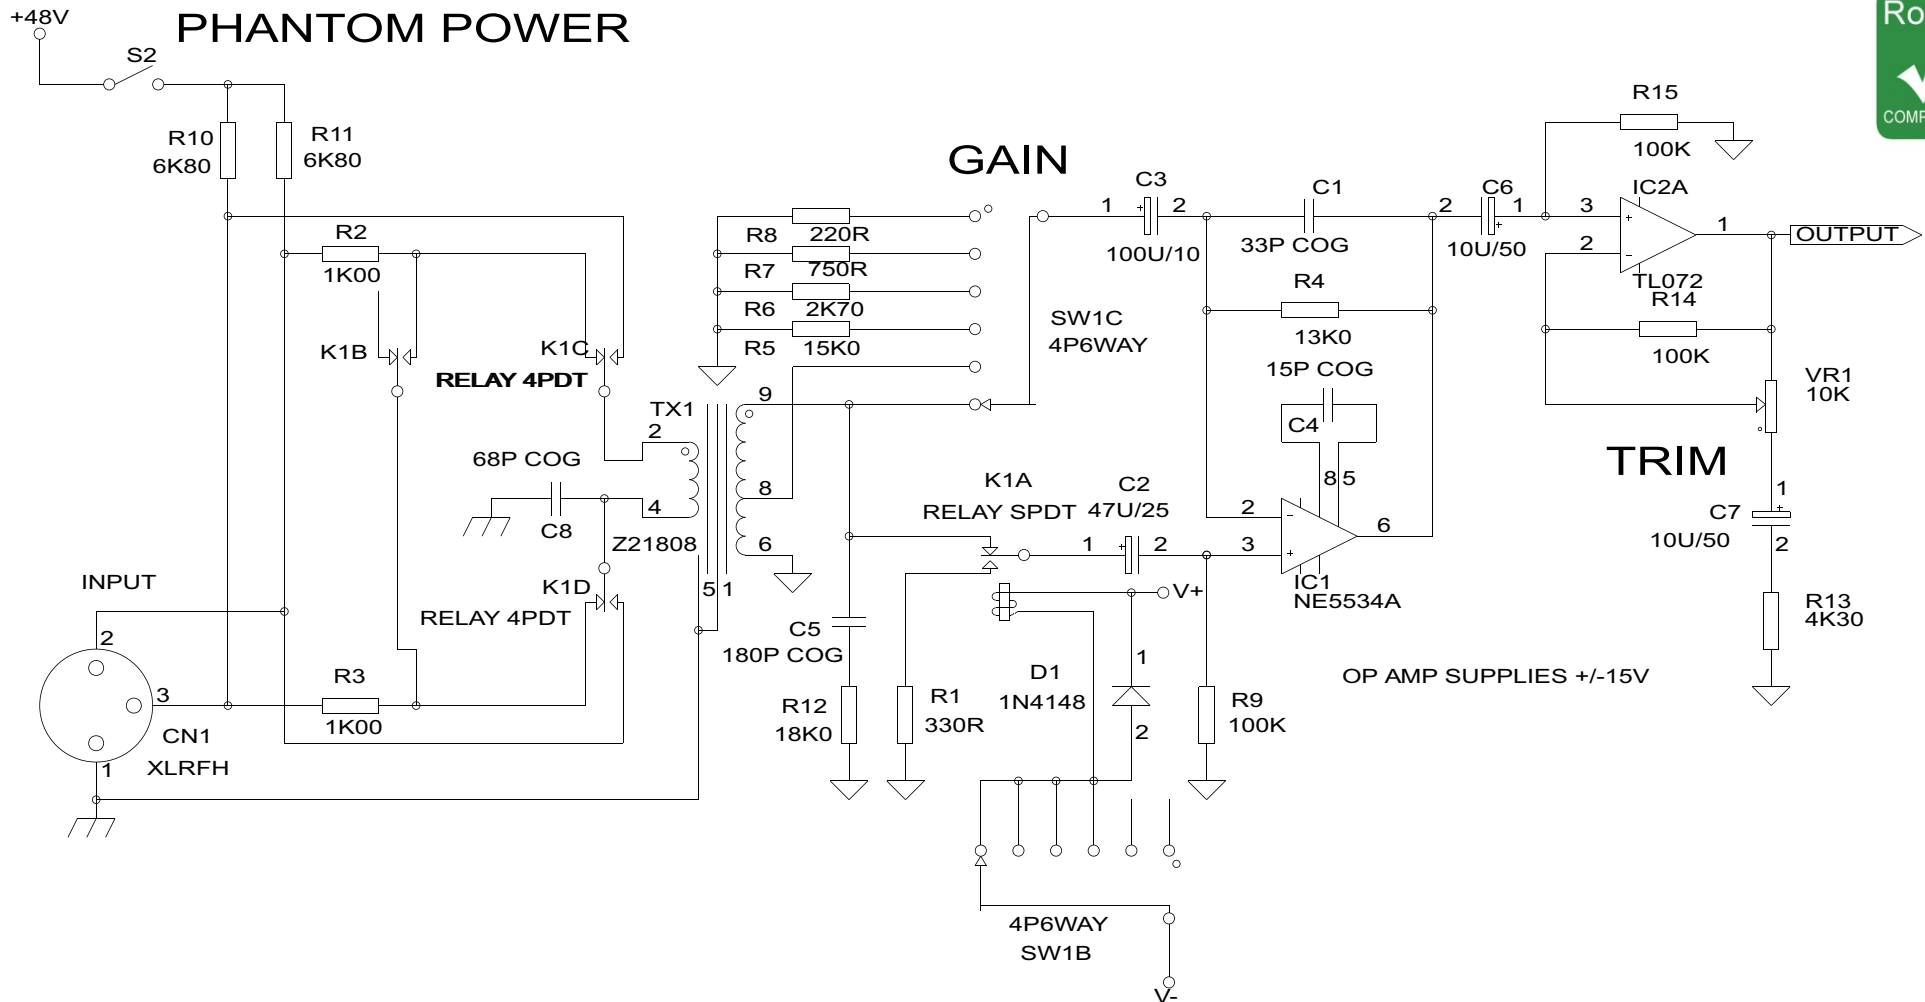 +48V
PHANTOM POWER
S2
R10
6K80
R11
6K80
R2
1K00
K1B
K1C
RELAY 4PDT
GAIN
R8
220R
R7
750R
R6
2K70
R5
15K0
SW1C
4P6WAY
1
C3
+
2
100U/10
C1
33P COG
R4
13K0
15P COG
C4
8 5
2
C6
1
+
10U/50
R15
100K
IC2A
3
+
2
-
1
TL072
OUTPUT
R14
100K
VR1
10K
TRIM
1
C7
+
10U/50
2
R13
4K30
TX1
2
4
9
8
6
5 1
Z21808
68P COG
C8
K1D
RELAY 4PDT
K1A
RELAY SPDT
C2
47U/25
1
+
2
2
-
3
+
6
IC1
NE5534A
V+
INPUT
2
3
1
CN1
XLRFH
R3
1K00
C5
180P COG
R12
18K0
R1
330R
D1
1N4148
1
2
R9
100K
OP AMP SUPPLIES +/-15V
4P6WAY
SW1B
V-